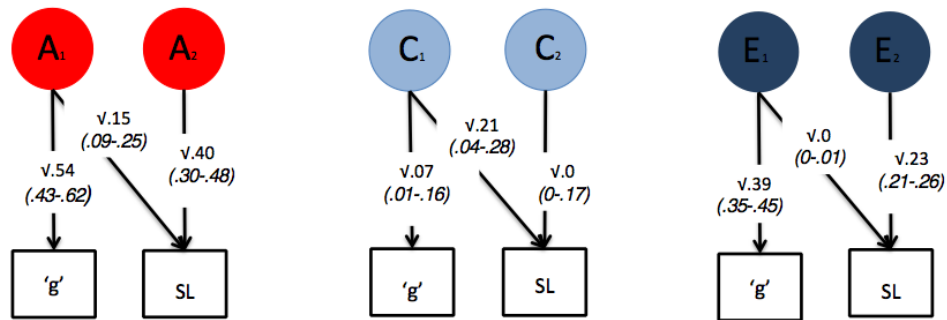 A1
A2
√.15
(.09-.25)
√.54
(.43-.62)
√.40
(.30-.48)
'g'
SL
C1
C2
√.21
(.04-.28)
√.07
(.01-.16)
√.0
(0-.17)
'g'
SL
E1
E2
√.0
(0-.01)
√.39
(.35-.45)
√.23
(.21-.26)
'g'
SL